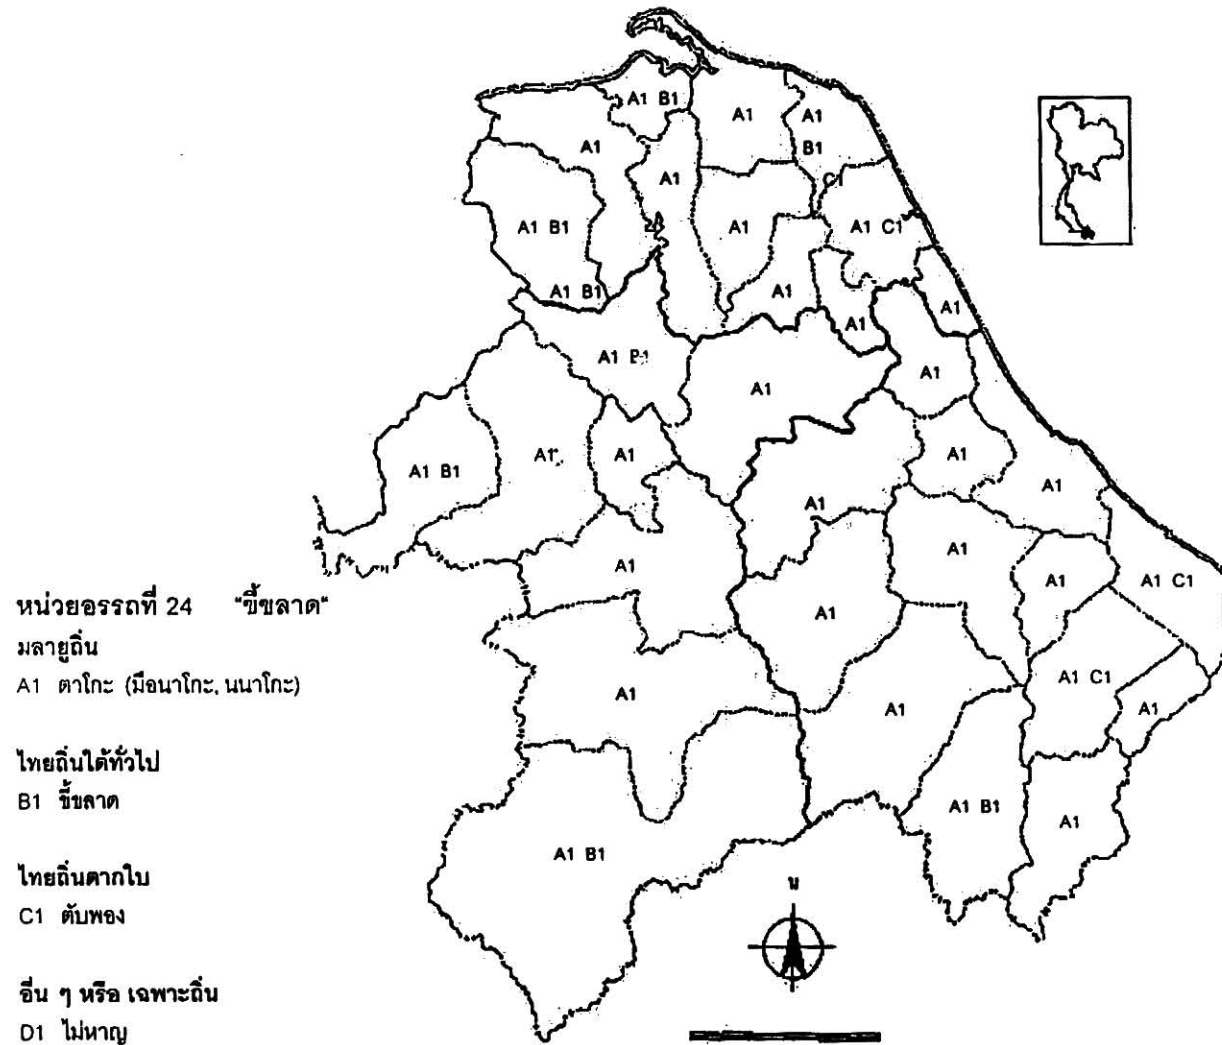 A1 B1
A1
A1
B1
A1
A1
C1
A1 B1
A1
A1 C1
A1 B1
A1
A1
A1
A1 B1
A1
A1
A1 B1
A1
A1
A1
A1
A1
A1
A1
A1
A1 C1
A1
A1
A1 C1
A1
A1
A1
A1 B1
A1
A1 B1
น
หน่วยอรรถที่ 24 "ขี้ขลาด"
มลายูถิ่น
A1 ตาโกะ (มือนาโกะ, นนาโกะ)
ไทยถิ่นใต้ทั่วไป
B1 ขี้ขลาด
ไทยถิ่นตากใบ
C1 ตับพอง
อื่น ๆ หรือ เฉพาะถิ่น
D1 ไม่หาญ